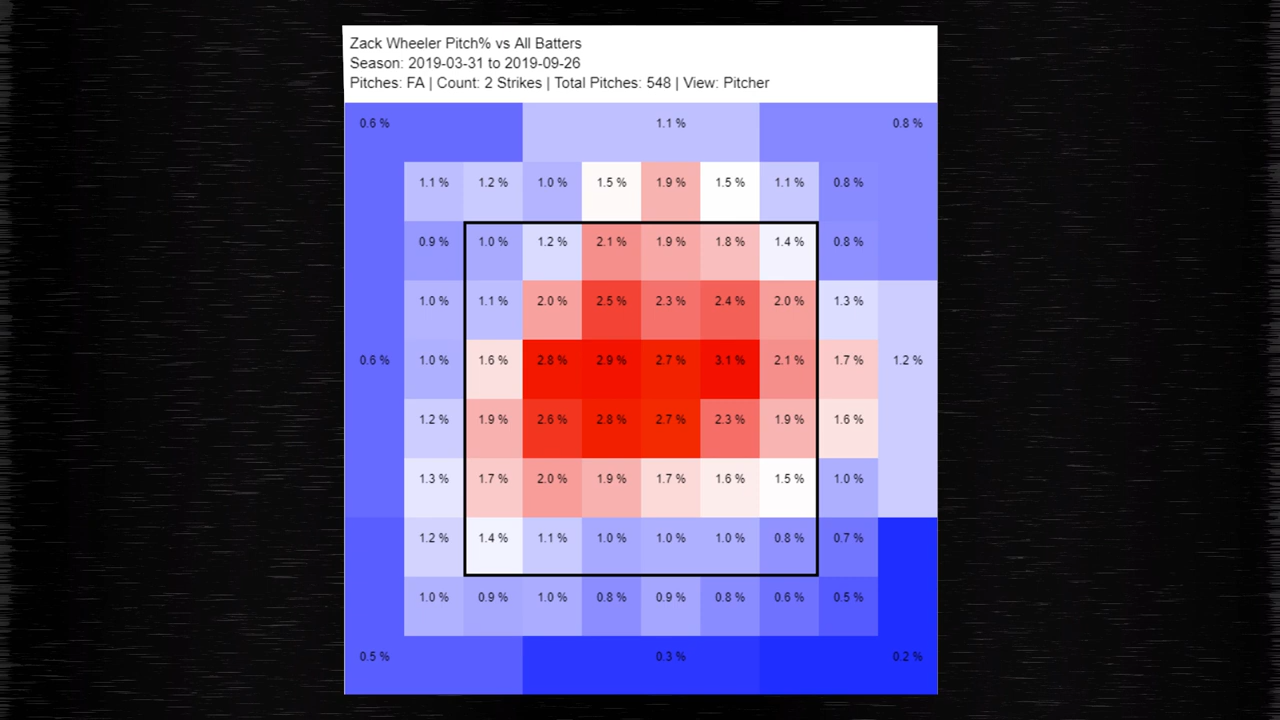 Zack Wheeler Pitch% vs All Batters
Season: 2019-03-31 to 2019-09-26
Pitches: FA | Count: 2 Strikes | Total Pitches: 548 | View: Pitcher
0.6 % 1.1 % 0.8 %
1.1 % 1.2 % 1.0 % 1.5 % 1.9 % 1.5 % 1.1 % 0.8 %
0.9 % 1.0 % 1.2 % 2.1 % 1.9 % 1.8 % 1.4 % 0.8 %
1.0 % 1.1 % 2.0 % 2.5 % 2.3 % 2.4 % 2.0 % 1.3 %
0.6 % 1.0 % 1.6 % 2.8 % 2.9 % 2.7 % 3.1 % 2.1 % 1.7 % 1.2 %
1.2 % 1.9 % 2.6 % 2.8 % 2.7 % 2.3 % 1.9 % 1.6 %
1.3 % 1.7 % 2.0 % 1.9 % 1.7 % 1.6 % 1.5 % 1.0 %
1.2 % 1.4 % 1.1 % 1.0 % 1.0 % 1.0 % 0.8 % 0.7 %
1.0 % 0.9 % 1.0 % 0.8 % 0.9 % 0.8 % 0.6 % 0.5 %
0.5 % 0.3 % 0.2 %